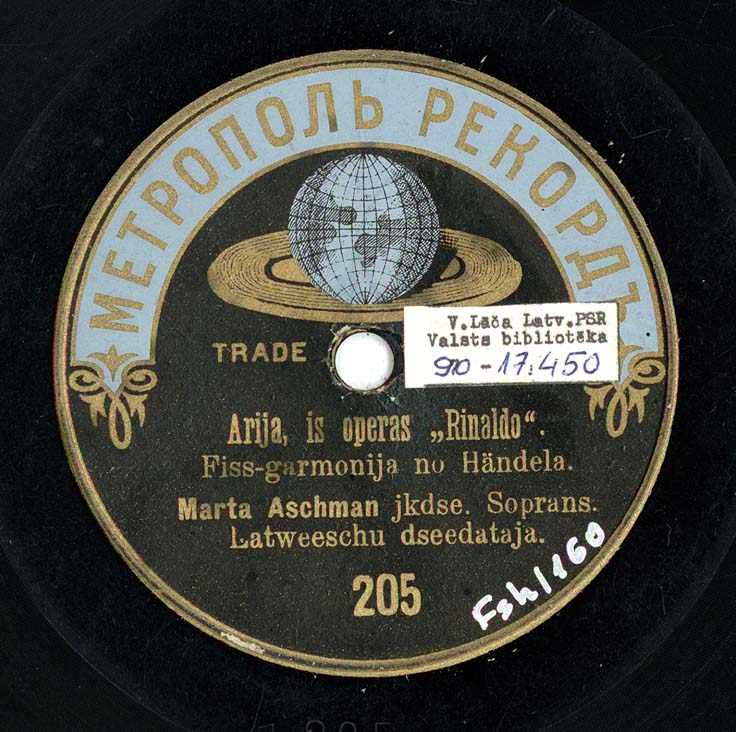 МЕТРОПОЛЬ РЕКОРДЪ
TRADE
V.Lāča Latv.PSR
Valsts bibliotēka
90-17.450
Arija, is operas „Rinaldo“.
Fiss-garmonija no Händela.
Marta Aschman jkdse. Soprans.
Latweeschu dseedataja.
205
Fsh/160